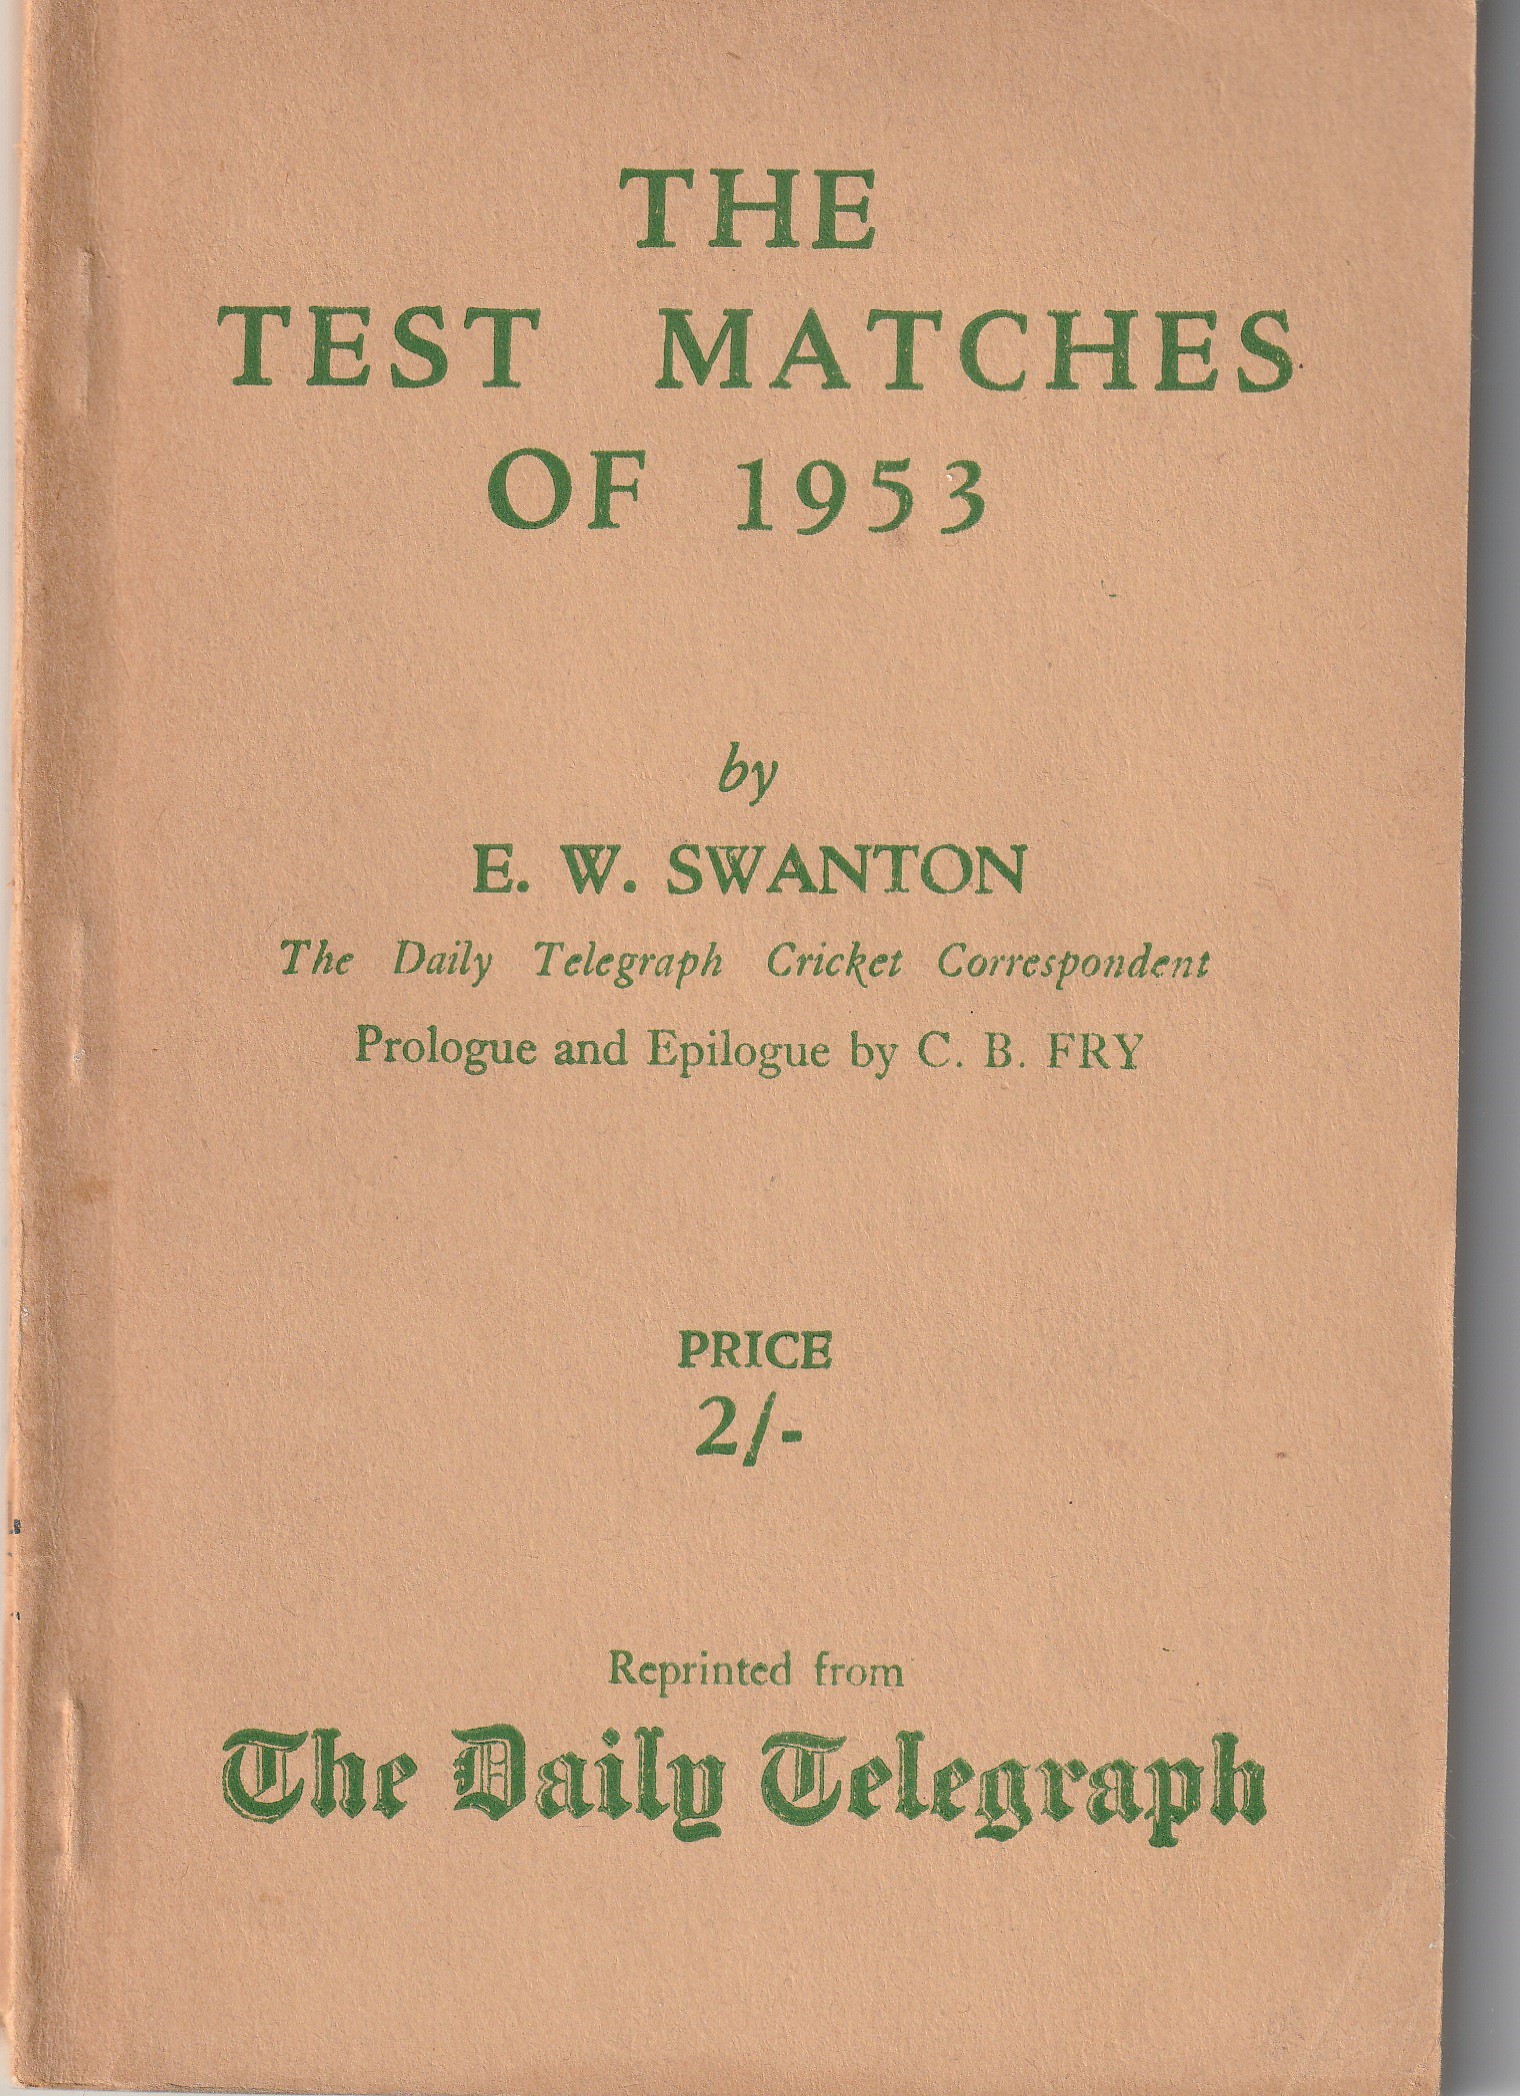 THE
TEST MATCHES
OF 1953
by
E. W. SWANTON
The Daily Telegraph Cricket Correspondent
Prologue and Epilogue by C. B. FRY
PRICE
2/-
Reprinted from
The Daily Telegraph